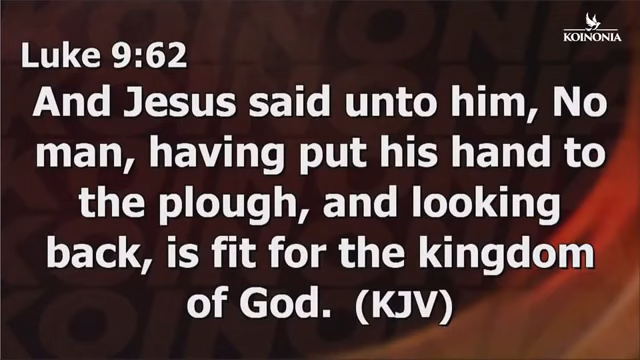 KOINONIA
Luke 9:62
And Jesus said unto him, No
man, having put his hand to
the plough, and looking
back, is fit for the kingdom
of God. (KJV)